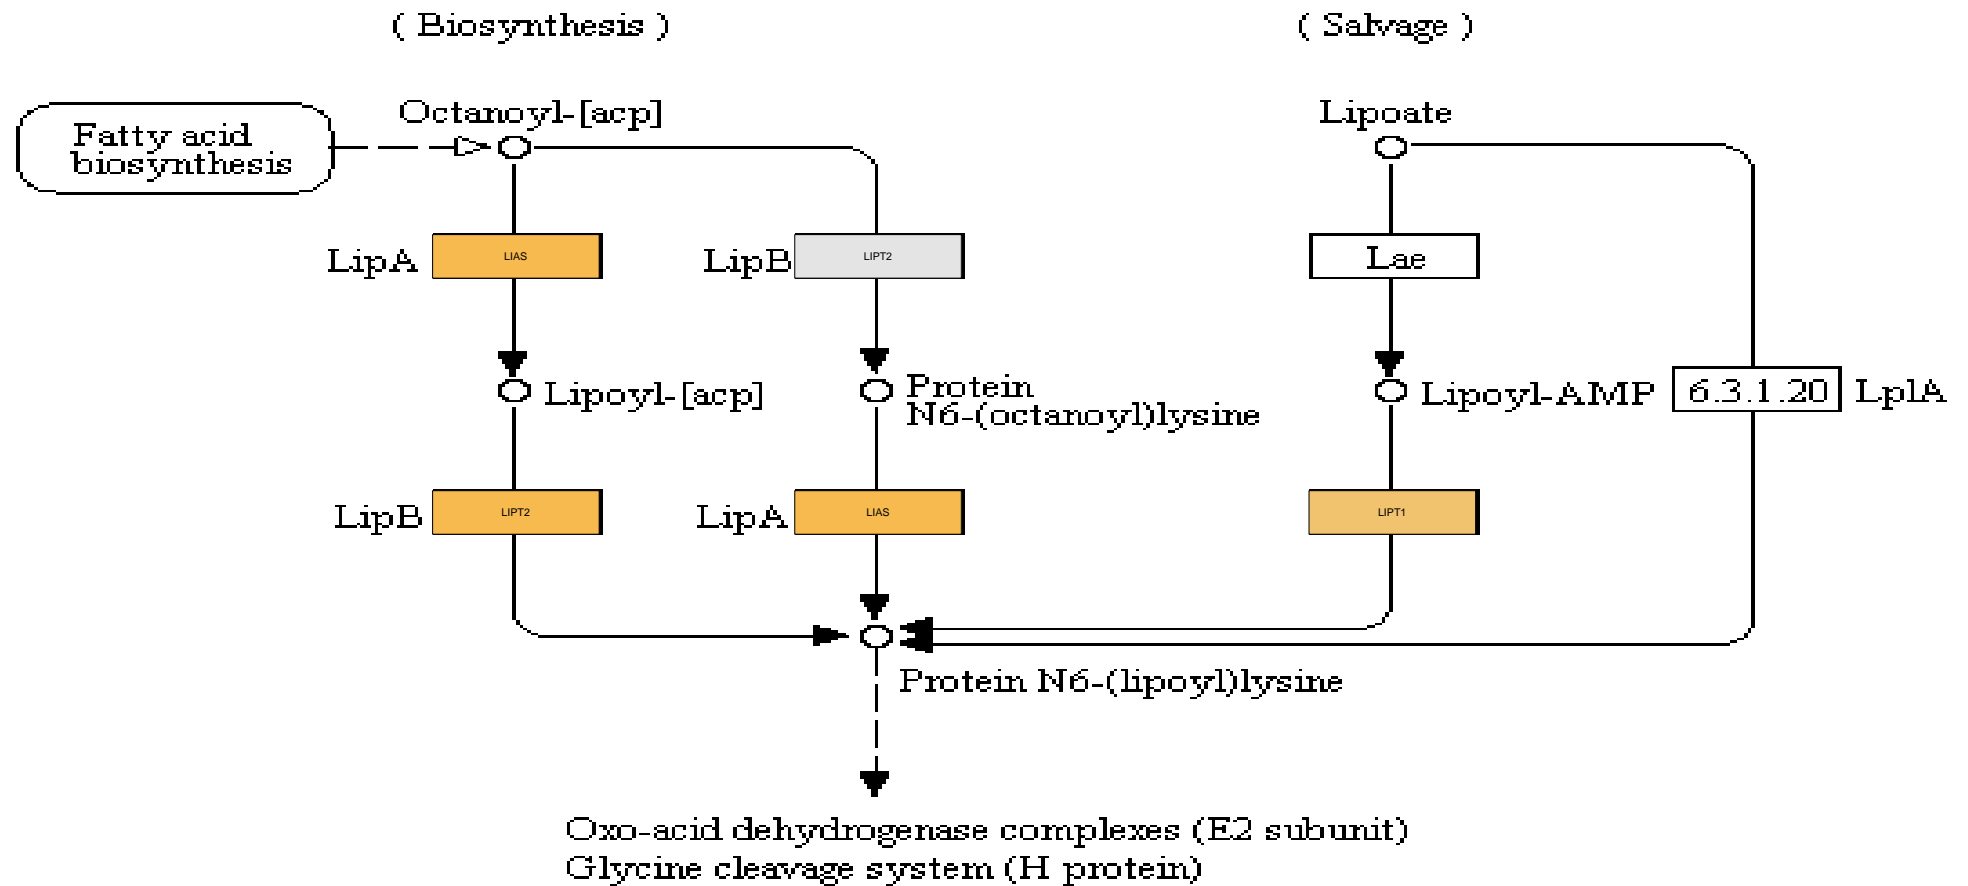 ( Biosynthesis )
( Salvage )
Octanoyl-[acp]
Lipoate
Fatty acid
biosynthesis
LipA
LIAS
LipB
LIPT2
Lae
Lipoyl-[acp]
Protein
N6-(octanoyl)lysine
Lipoyl-AMP
6.3.1.20
LplA
LipB
LIPT2
LipA
LIAS
LIPT1
Protein N6-(lipoyl)lysine
Oxo-acid dehydrogenase complexes (E2 subunit)
Glycine cleavage system (H protein)